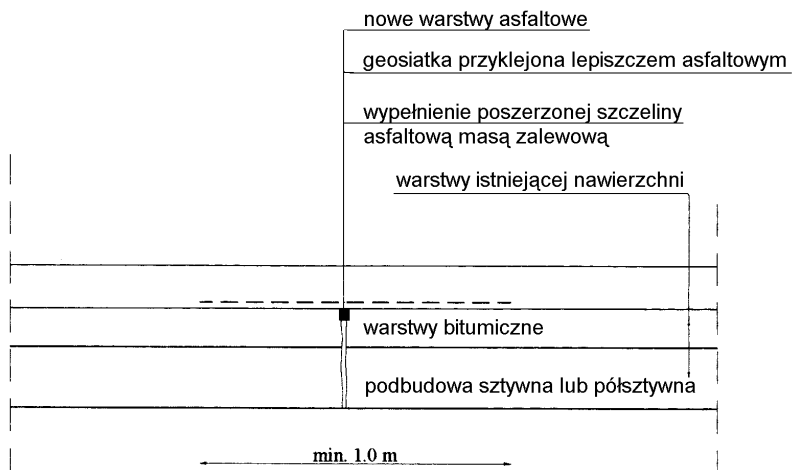 nowe warstwy asfaltowe
geosiatka przyklejona lepiszczem asfaltowym
wypełnienie poszerzonej szczeliny
asfaltową masą zalewową
warstwy istniejącej nawierzchni
warstwy bitumiczne
podbudowa sztywna lub półsztywna
min. 1.0 m